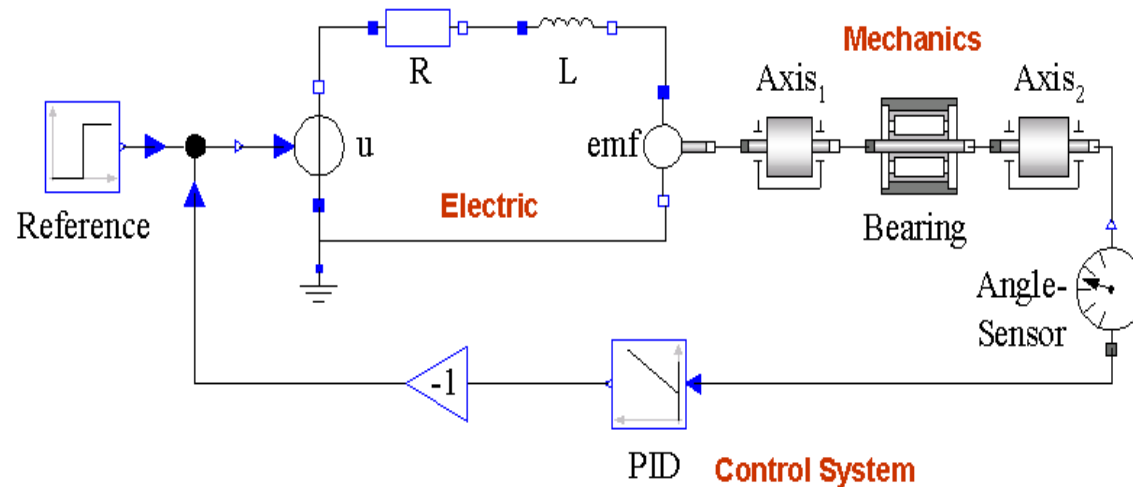 Mechanics
R
L
Axis1
Axis2
u
emf
Reference
Electric
Bearing
Angle-
Sensor
-1
PID
Control System